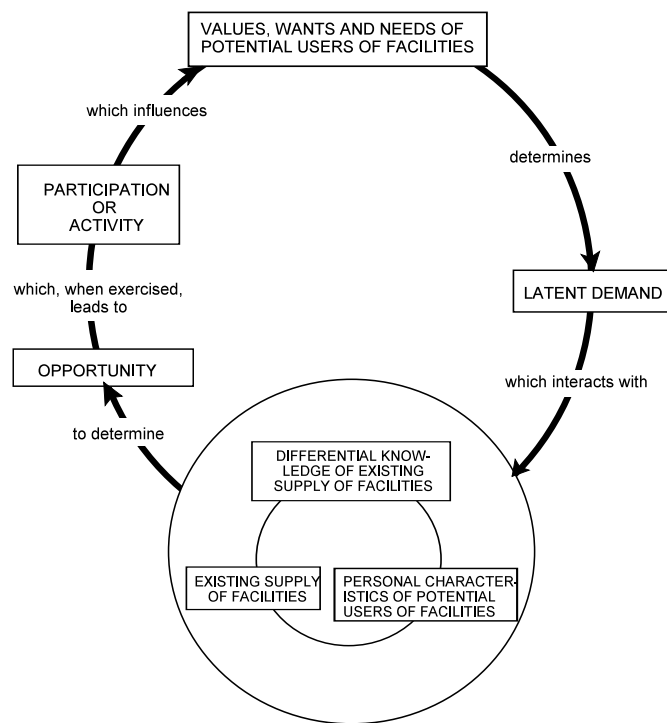 VALUES, WANTS AND NEEDS OF
POTENTIAL USERS OF FACILITIES
which influences
determines
PARTICIPATION
OR
ACTIVITY
which, when exercised,
leads to
LATENT DEMAND
OPPORTUNITY
which interacts with
to determine
DIFFERENTIAL KNOW-
LEDGE OF EXISTING
SUPPLY OF FACILITIES
EXISTING SUPPLY
OF FACILITIES
PERSONAL CHARACTER-
ISTICS OF POTENTIAL
USERS OF FACILITIES